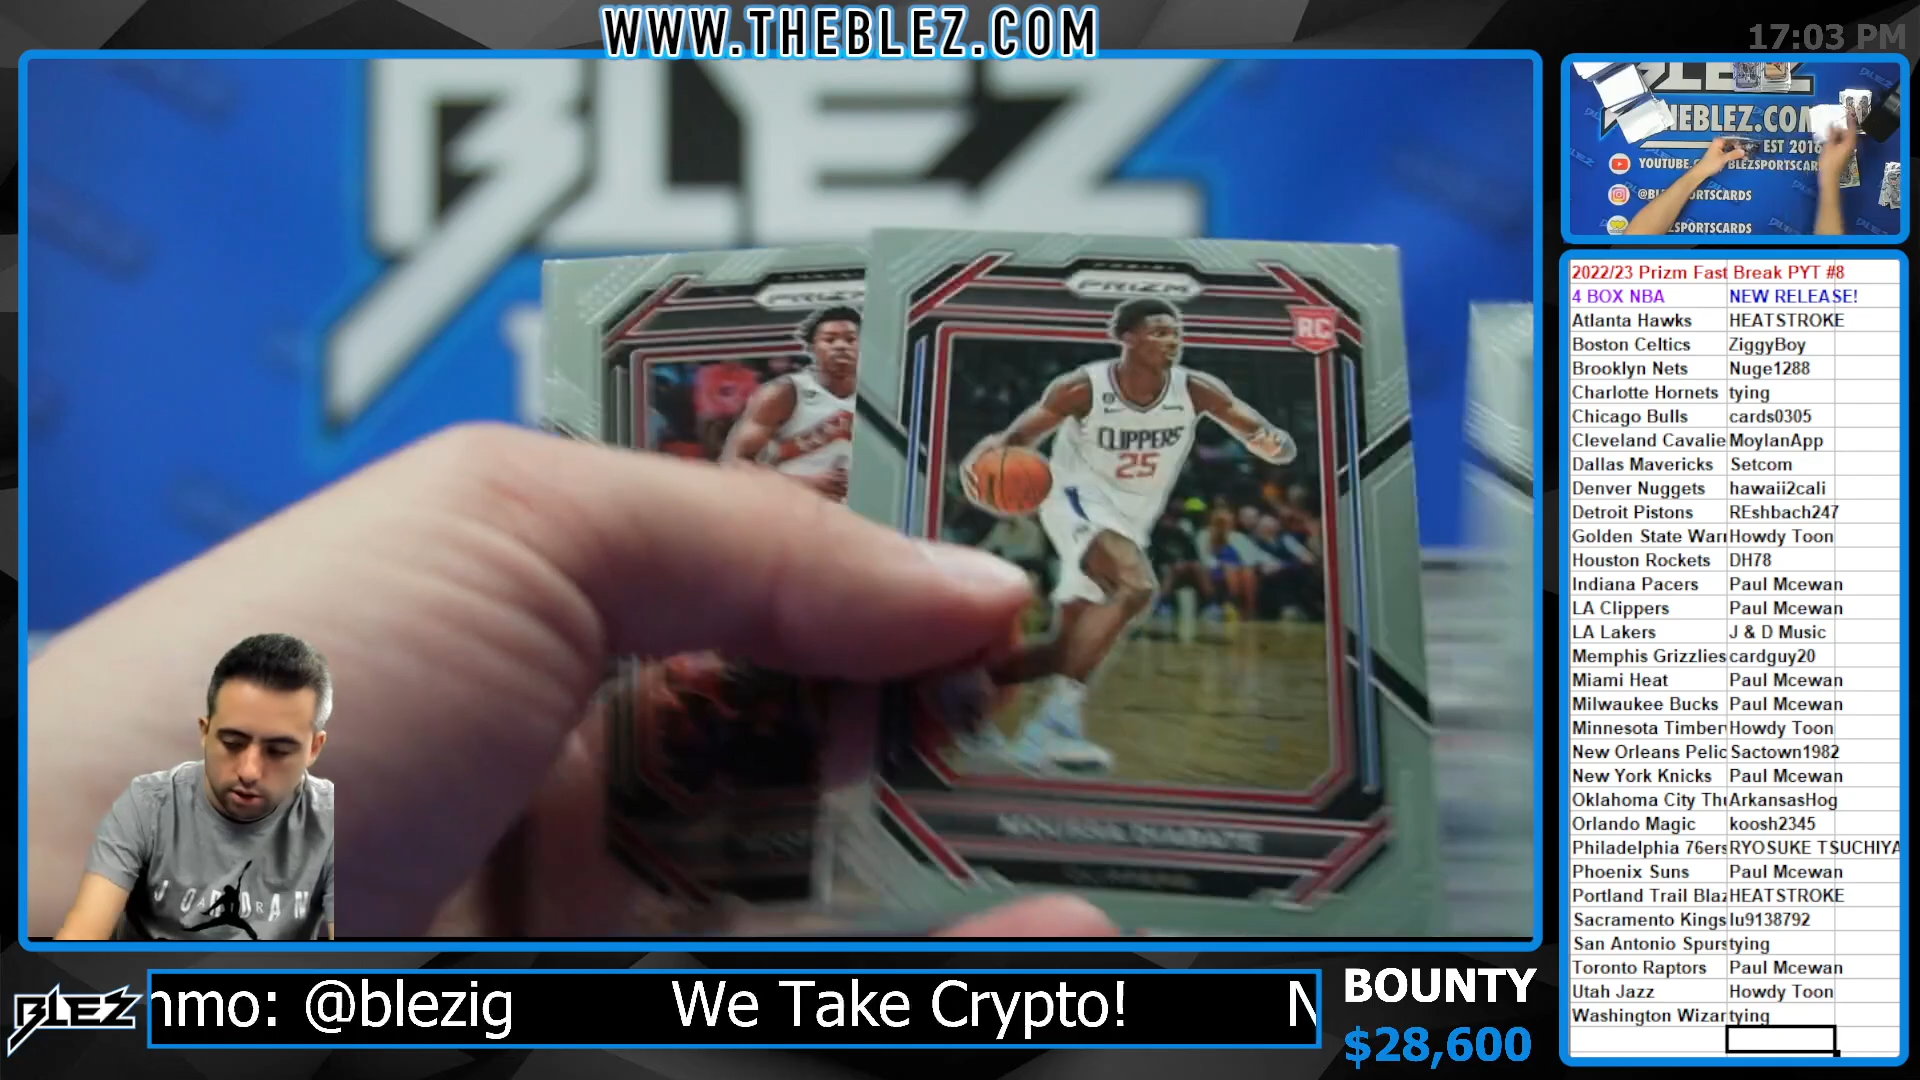 WWW.THEBLEZ.COM
17:03 PM
BLEZ
PRIZM
PANINI
PRIZM
RC
CLIPPERS
25
JORDAN
BLEZ
THEBLEZ.COM
EST 2016
YOUTUBE.
BLEZSPORTSCARDS
2022/23 Prizm Fast Break PYT #8
4 BOX NBA NEW RELEASE!
Atlanta Hawks HEATSTROKE
Boston Celtics ZiggyBoy
Brooklyn Nets Nuge1288
Charlotte Hornets tying
Chicago Bulls cards0305
Cleveland Cavalie MoylanApp
Dallas Mavericks Setcom
Denver Nuggets hawaii2cali
Detroit Pistons REshbach247
Golden State Warr Howdy Toon
Houston Rockets DH78
Indiana Pacers Paul Mcewan
LA Clippers Paul Mcewan
LA Lakers J & D Music
Memphis Grizzlies cardguy20
Miami Heat Paul Mcewan
Milwaukee Bucks Paul Mcewan
Minnesota Timber Howdy Toon
New Orleans Pelic Sactown1982
New York Knicks Paul Mcewan
Oklahoma City Thu ArkansasHog
Orlando Magic koosh2345
Philadelphia 76ers RYOSUKE TSUCHIYA
Phoenix Suns Paul Mcewan
Portland Trail Blaz HEATSTROKE
Sacramento Kings lu9138792
San Antonio Spurs tying
Toronto Raptors Paul Mcewan
Utah Jazz Howdy Toon
Washington Wizar tying
BLEZ
nmo: @blezig We Take Crypto! N
BOUNTY
$28,600